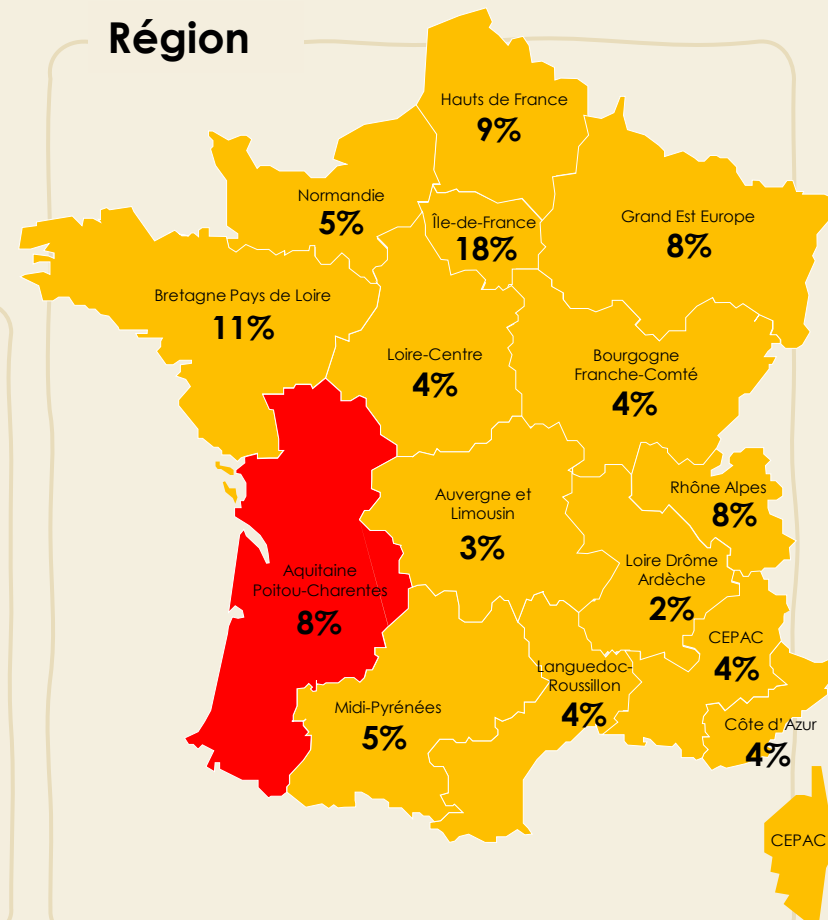 Région
Hauts de France
9%
Normandie
5%
Île-de-France
18%
Grand Est Europe
8%
Bretagne Pays de Loire
11%
Loire-Centre
4%
Bourgogne
Franche-Comté
4%
Auvergne et
Limousin
3%
Rhône Alpes
8%
Aquitaine
Poitou-Charentes
8%
Loire Drôme
Ardèche
2%
CEPAC
4%
Languedoc-
Roussillon
4%
Midi-Pyrénées
5%
Côte d'Azur
4%
CEPAC